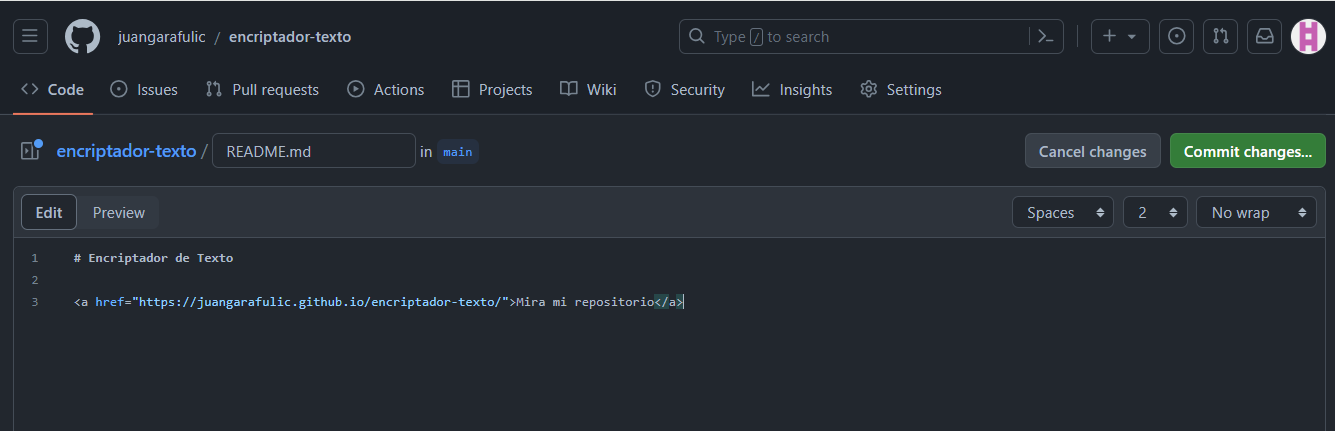 juangarafulic / encriptador-texto
Type / to search
Code Issues Pull requests Actions Projects Wiki Security Insights Settings
encriptador-texto / README.md in main Cancel changes Commit changes...
Edit Preview Spaces 2 No wrap
1 # Encriptador de Texto
2
3 <a href="https://juangarafulic.github.io/encriptador-texto/">Mira mi repositorio</a>